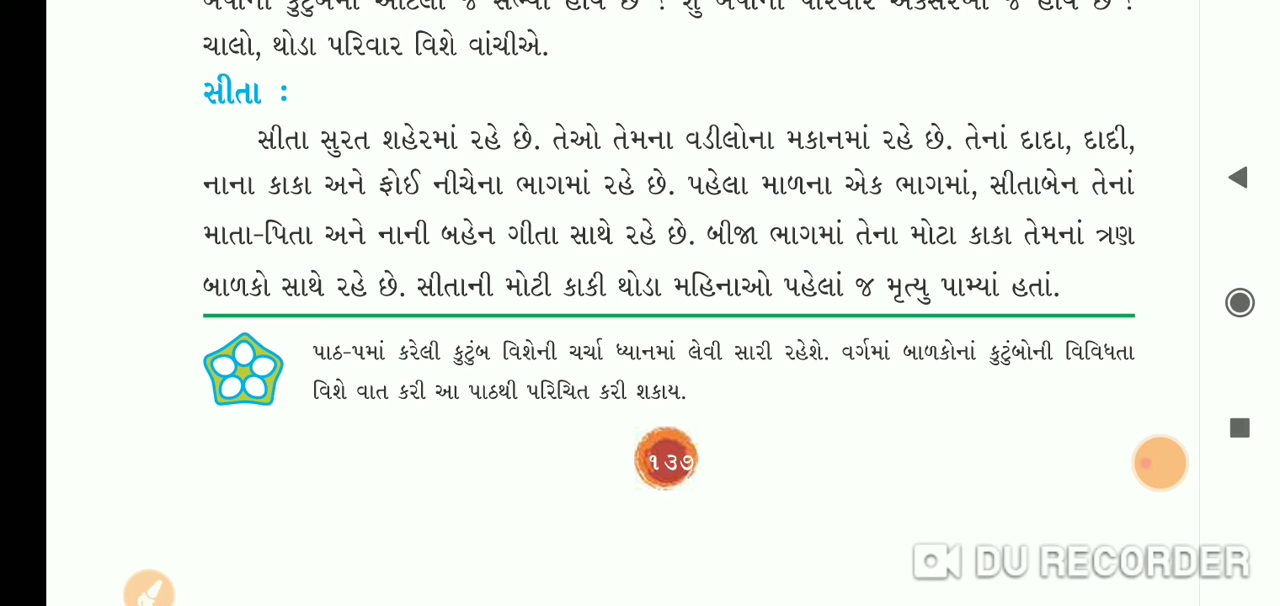 ચાલો, થોડા પરિવાર વિશે વાંચીએ.
સીતા :
સીતા સુરત શહેરમાં રહે છે. તેઓ તેમના વડીલોના મકાનમાં રહે છે. તેનાં દાદા, દાદી,
નાના કાકા અને ફોઈ નીચેના ભાગમાં રહે છે. પહેલા માળના એક ભાગમાં, સીતાબેન તેનાં
માતા-પિતા અને નાની બહેન ગીતા સાથે રહે છે. બીજા ભાગમાં તેના મોટા કાકા તેમનાં ત્રણ
બાળકો સાથે રહે છે. સીતાની મોટી કાકી થોડા મહિનાઓ પહેલાં જ મૃત્યુ પામ્યાં હતાં.
પાઠ-૫માં કરેલી કુટુંબ વિશેની ચર્ચા ધ્યાનમાં લેવી સારી રહેશે. વર્ગમાં બાળકોનાં કુટુંબોની વિવિધતા
વિશે વાત કરી આ પાઠથી પરિચિત કરી શકાય.
૧૩૭
DU RECORDER